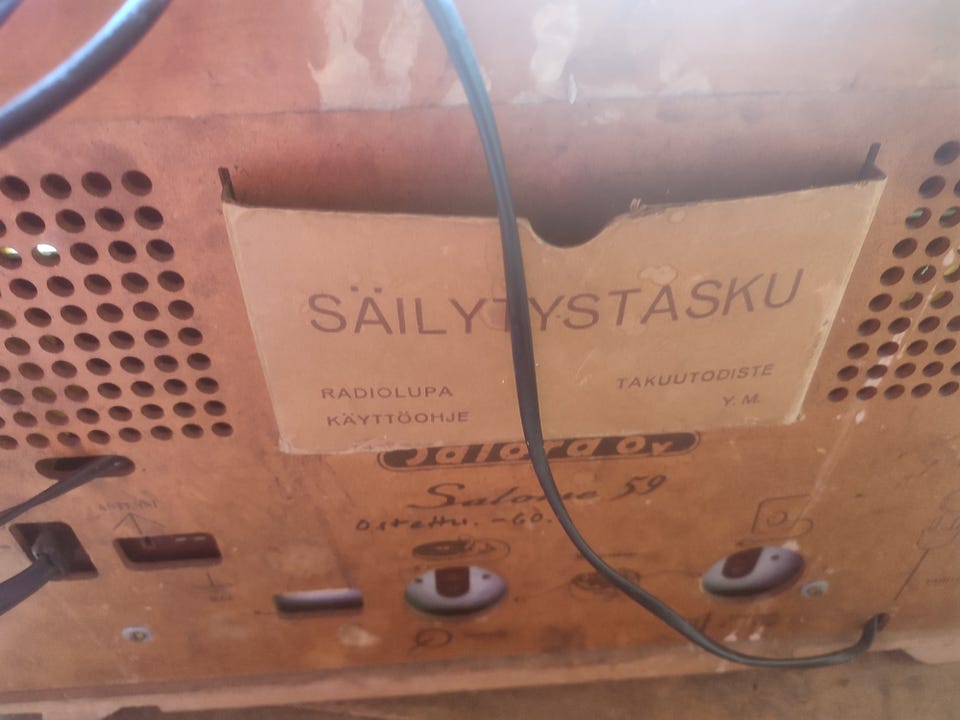 SÄILYTYSTASKU
RADIOLUPA
TAKUUTODISTE
KÄYTTÖOHJE
Y. M.
Salora Oy
Salome 59
Ostettu. -60.